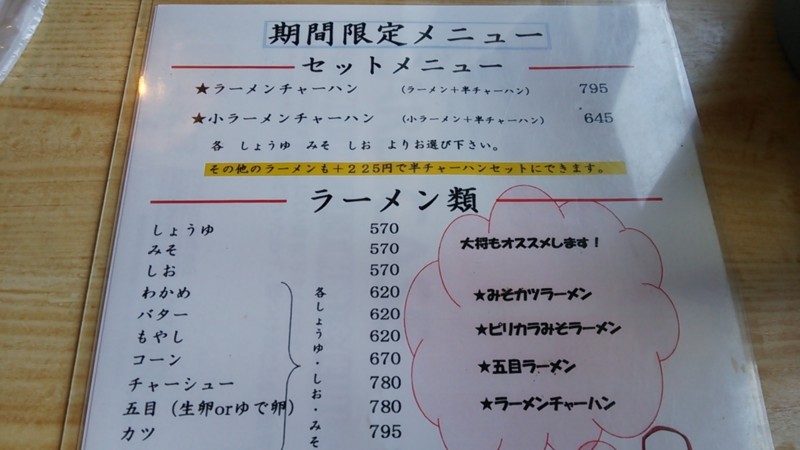 期間限定メニュー
セットメニュー
★ラーメンチャーハン (ラーメン+半チャーハン) 795
★小ラーメンチャーハン (小ラーメン+半チャーハン) 645
各 しょうゆ みそ しお よりお選び下さい。
その他のラーメンも+225円で半チャーハンセットにできます。
ラーメン類
しょうゆ 570
みそ 570
しお 570
わかめ 620
バター 620
もやし 620
コーン 670
チャーシュー 780
五目(生卵orゆで卵) 780
カツ 795
各しょうゆ・しお・みそ
大将もオススメします!
★みそカツラーメン
★ピリカラみそラーメン
★五目ラーメン
★ラーメンチャーハン